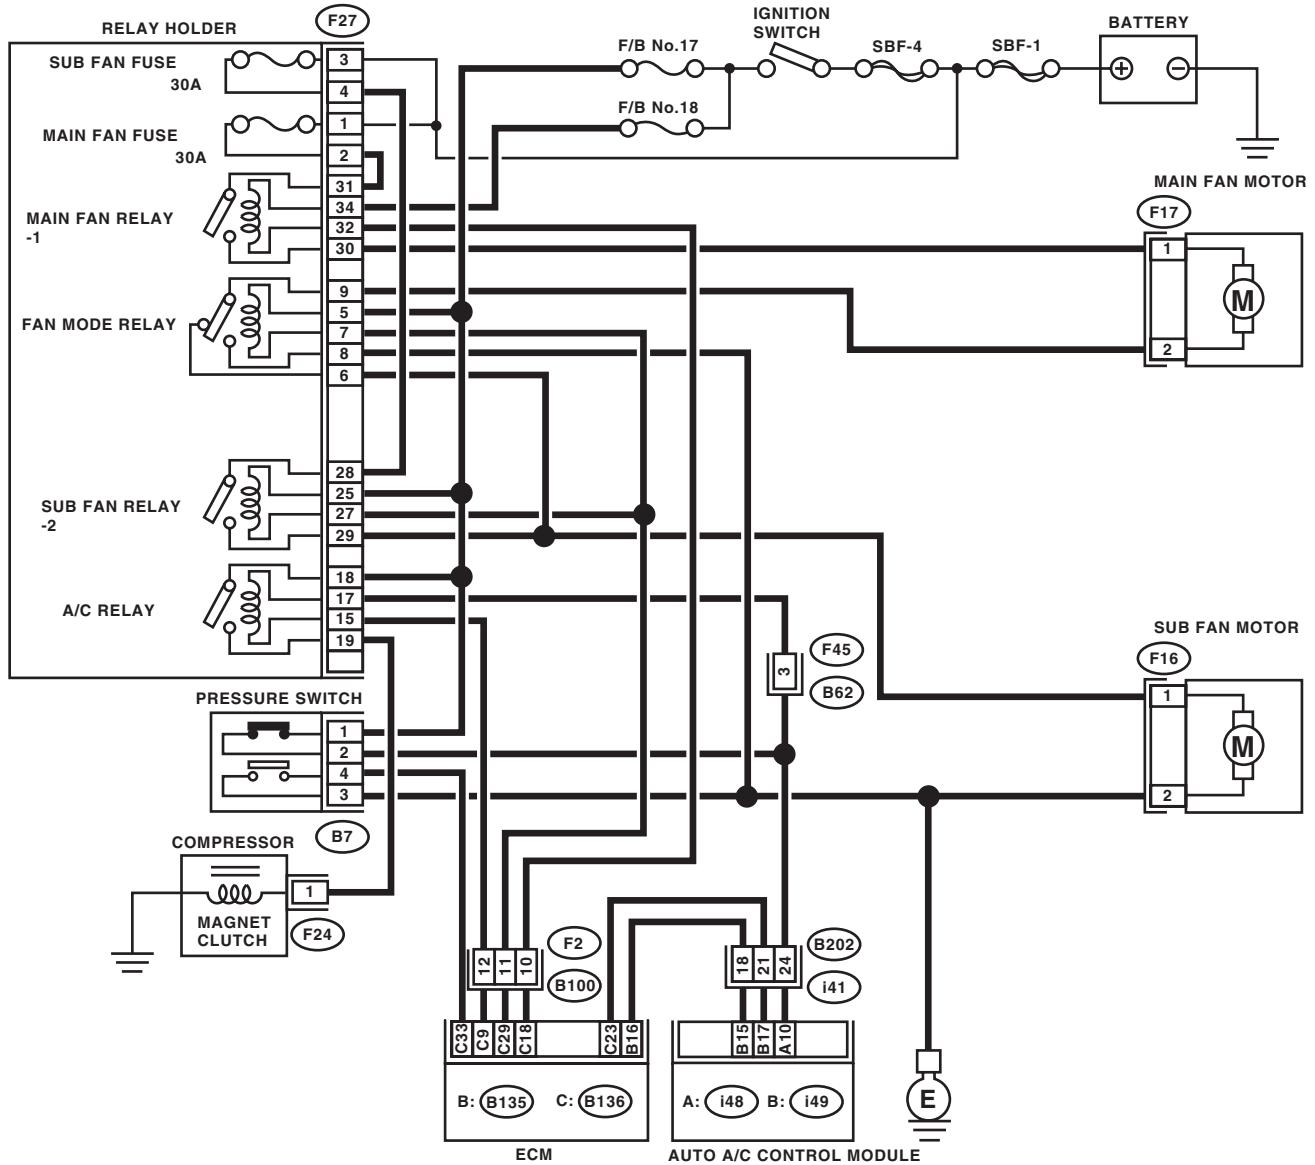 RELAY HOLDER
F27
IGNITION
SWITCH
BATTERY
SUB FAN FUSE
30A
3
4
F/B No.17
SBF-4
SBF-1
+
−
MAIN FAN FUSE
30A
1
2
F/B No.18
MAIN FAN RELAY
-1
31
34
32
30
MAIN FAN MOTOR
F17
1
M
2
FAN MODE RELAY
9
5
7
8
6
SUB FAN RELAY
-2
28
25
27
29
A/C RELAY
18
17
15
19
F45
3
B62
SUB FAN MOTOR
F16
1
M
2
PRESSURE SWITCH
1
2
4
3
B7
COMPRESSOR
1
MAGNET
CLUTCH
F24
12
11
10
F2
B100
18
21
24
B202
i41
C33
C9
C29
C18
C23
B16
B15
B17
A10
B: B135 C: B136
A: i48 B: i49
E
ECM
AUTO A/C CONTROL MODULE